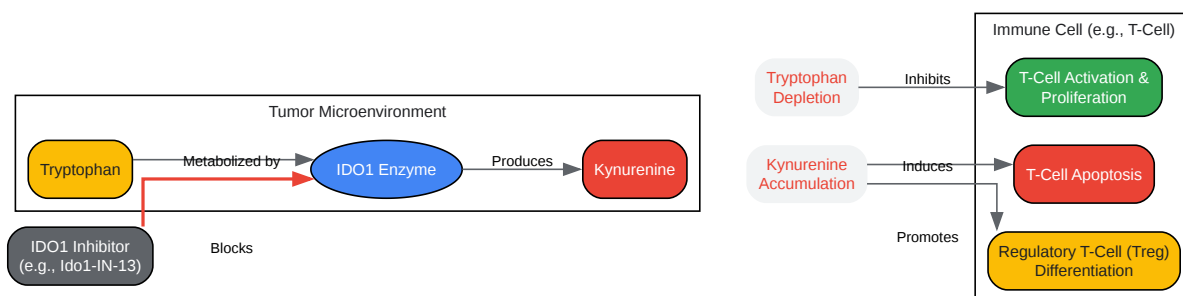 Tumor Microenvironment
Tryptophan
Metabolized by
IDO1 Enzyme
Produces
Kynurenine
IDO1 Inhibitor
(e.g., Ido1-IN-13)
Blocks
Immune Cell (e.g., T-Cell)
Tryptophan
Depletion
Inhibits
T-Cell Activation &
Proliferation
Kynurenine
Accumulation
Induces
T-Cell Apoptosis
Promotes
Regulatory T-Cell (Treg)
Differentiation